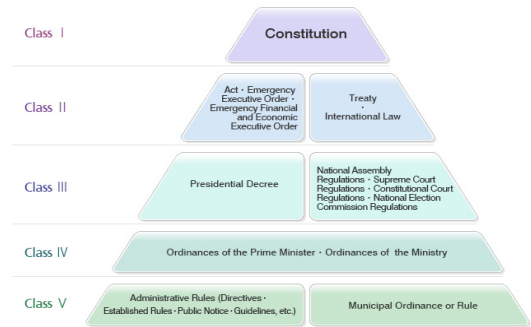 Class Ⅰ
Constitution
Class Ⅱ
Act · Emergency
Executive Order ·
Emergency Financial
and Economic
Executive Order
Treaty
·
International Law
Class Ⅲ
Presidential Decree
National Assembly
Regulations · Supreme Court
Regulations · Constitutional Court
Regulations · National Election
Commission Regulations
Class Ⅳ
Ordinances of the Prime Minister · Ordinances of the Ministry
Class Ⅴ
Administrative Rules (Directives ·
Established Rules · Public Notice · Guidelines, etc.)
Municipal Ordinance or Rule